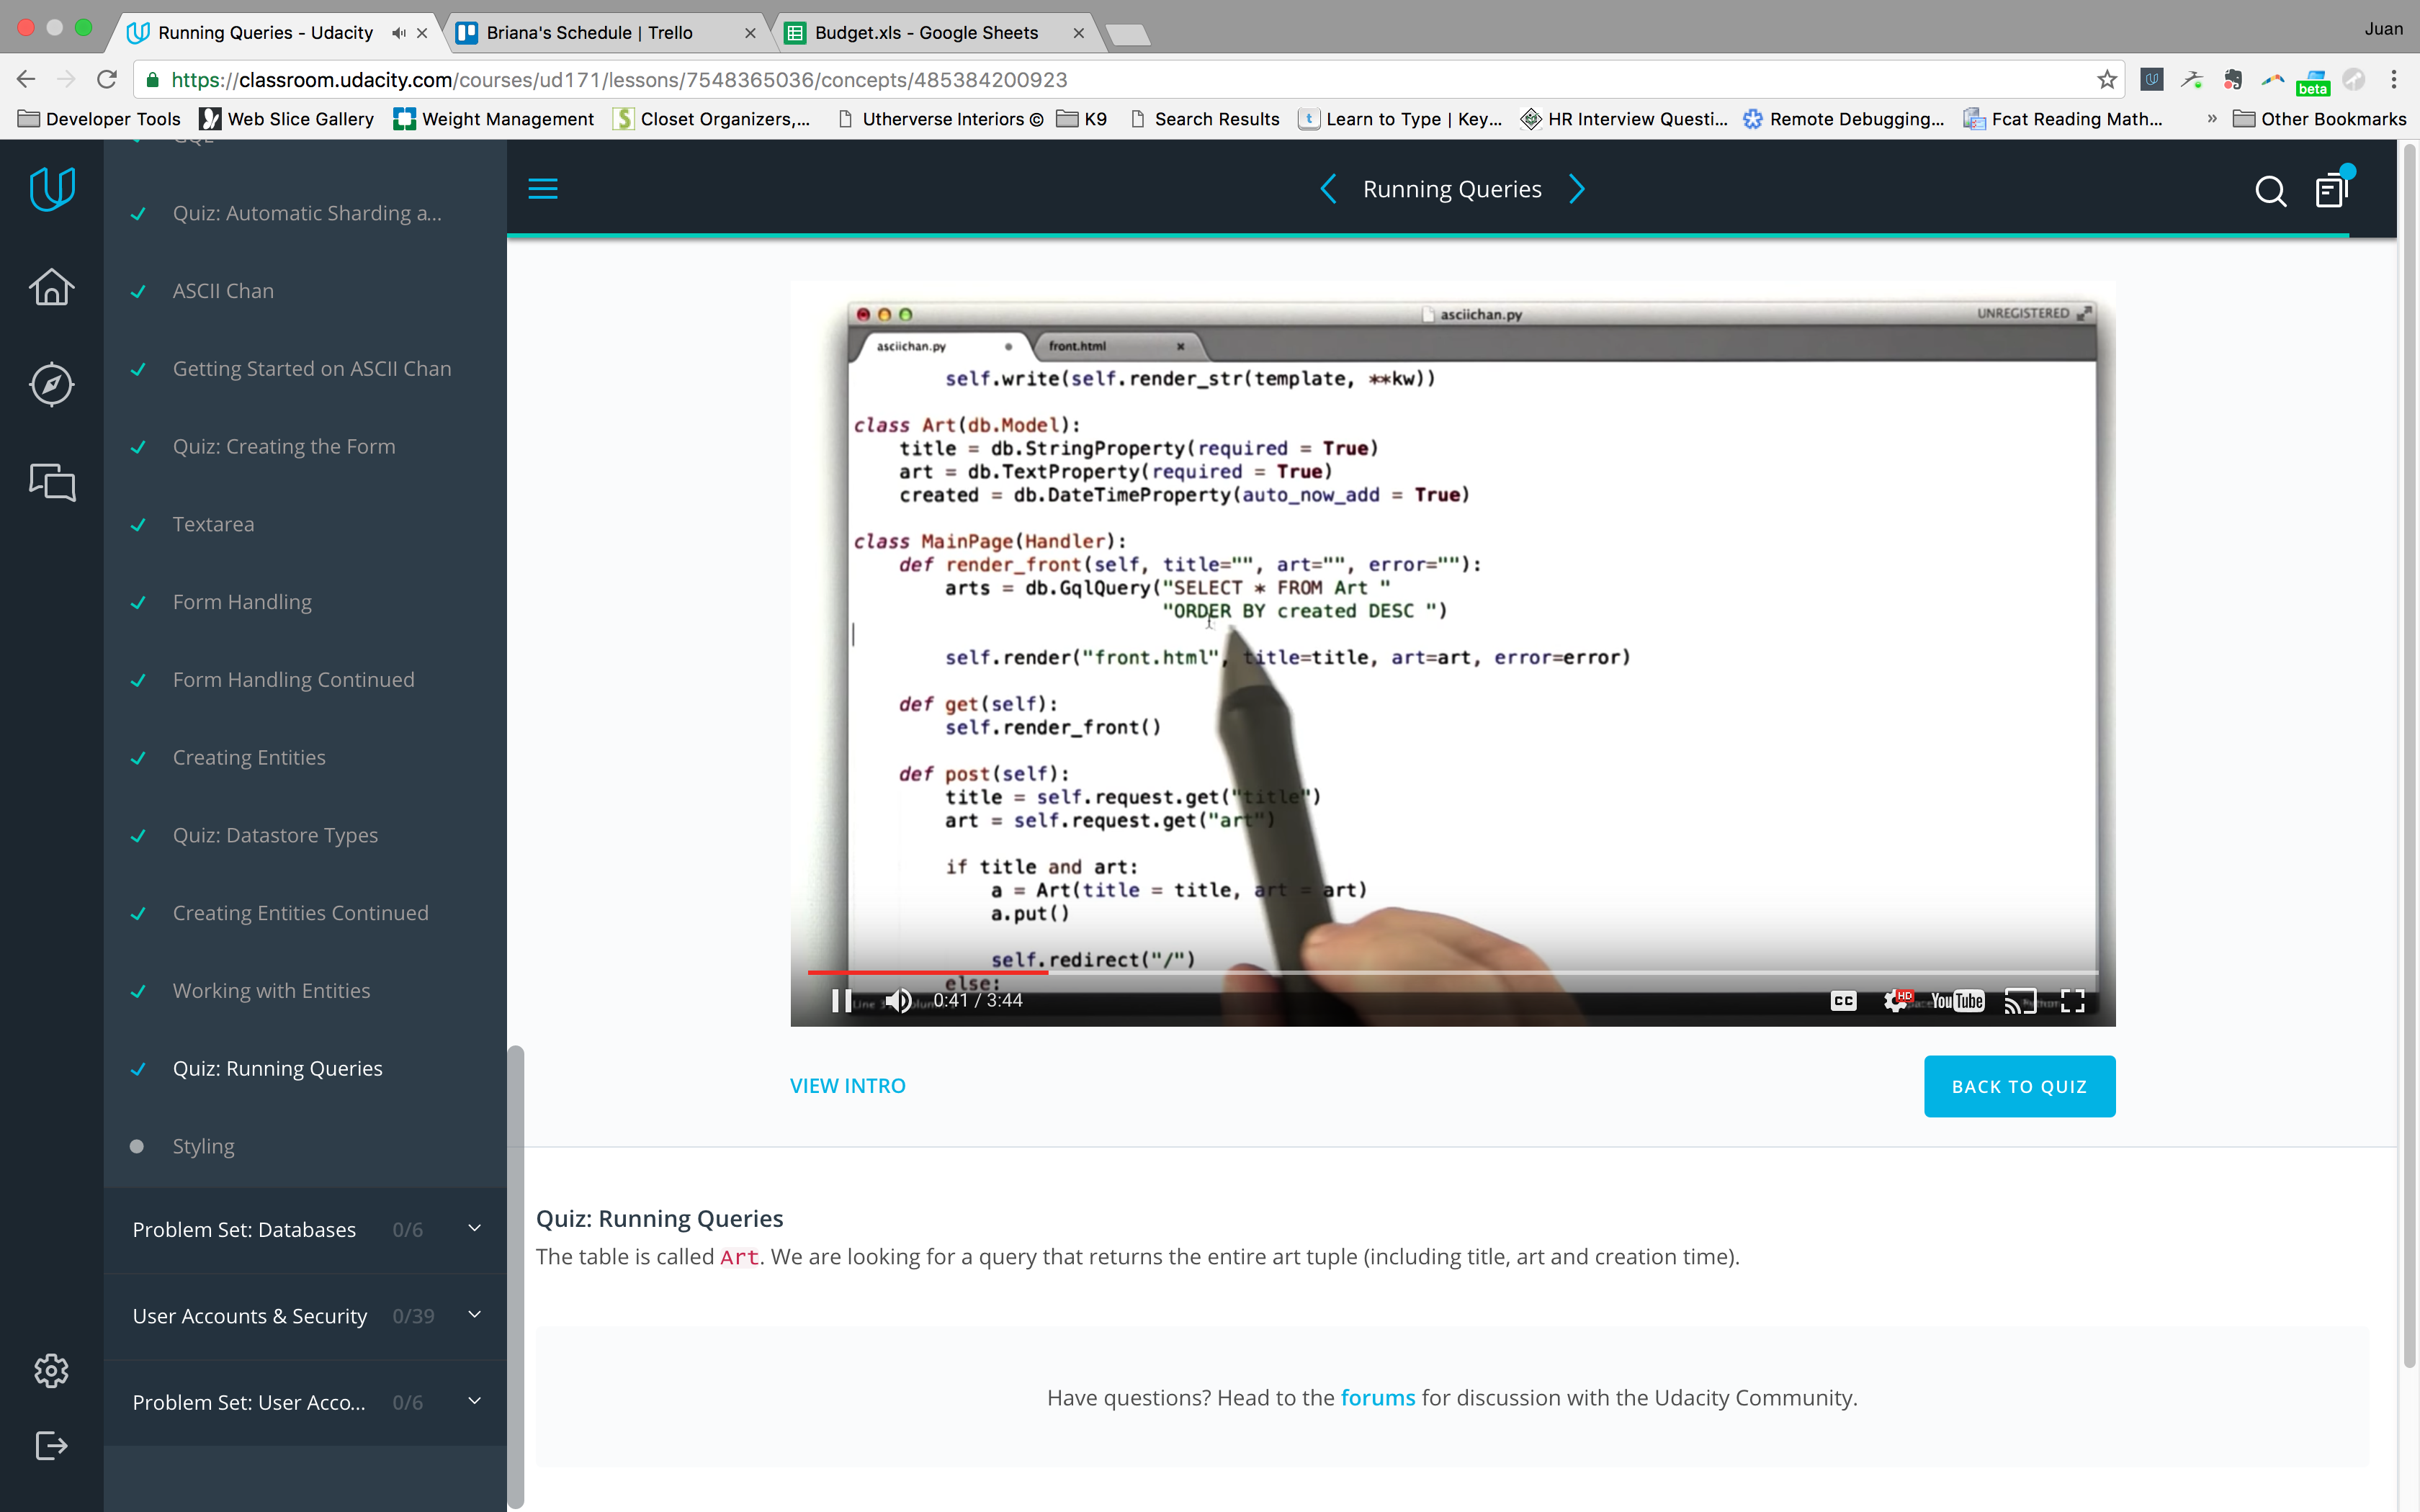 Running Queries - Udacity
Briana's Schedule | Trello
Budget.xls - Google Sheets
Juan
https://classroom.udacity.com/courses/ud171/lessons/7548365036/concepts/485384200923
beta
Developer Tools
Web Slice Gallery
Weight Management
Closet Organizers,...
Utherverse Interiors ©
K9
Search Results
Learn to Type | Key...
HR Interview Questi...
Remote Debugging...
Fcat Reading Math...
»
Other Bookmarks
GQL
Quiz: Automatic Sharding a...
ASCII Chan
Getting Started on ASCII Chan
Quiz: Creating the Form
Textarea
Form Handling
Form Handling Continued
Creating Entities
Quiz: Datastore Types
Creating Entities Continued
Working with Entities
Quiz: Running Queries
Styling
Problem Set: Databases 0/6
User Accounts & Security 0/39
Problem Set: User Acco... 0/6
Running Queries
asciichan.py
UNREGISTERED
asciichan.py
front.html
self.write(self.render_str(template, **kw))
class Art(db.Model):
title = db.StringProperty(required = True)
art = db.TextProperty(required = True)
created = db.DateTimeProperty(auto_now_add = True)
class MainPage(Handler):
def render_front(self, title="", art="", error=""):
arts = db.GqlQuery("SELECT * FROM Art "
"ORDER BY created DESC ")
self.render("front.html", title=title, art=art, error=error)
def get(self):
self.render_front()
def post(self):
title = self.request.get("title")
art = self.request.get("art")
if title and art:
a = Art(title = title, art = art)
a.put()
self.redirect("/")
else:
0:41 / 3:44
CC
HD
YouTube
VIEW INTRO
BACK TO QUIZ
Quiz: Running Queries
The table is called Art. We are looking for a query that returns the entire art tuple (including title, art and creation time).
Have questions? Head to the forums for discussion with the Udacity Community.